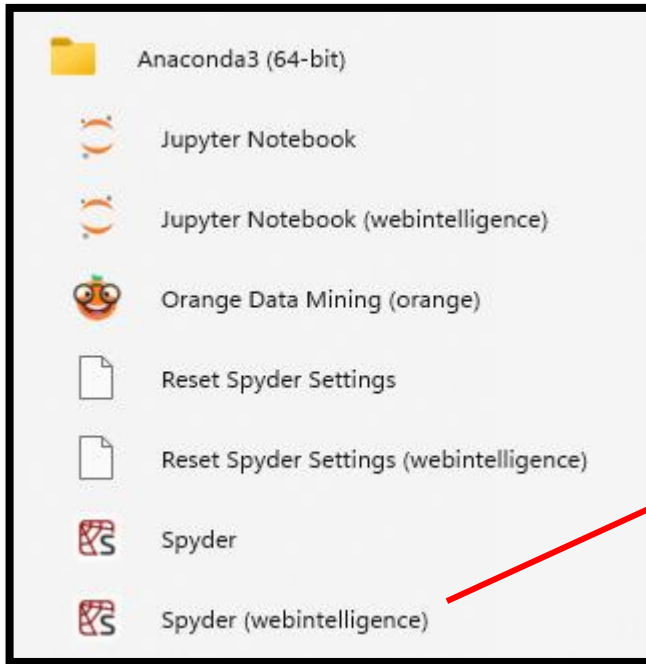 Anaconda3 (64-bit)
Jupyter Notebook
Jupyter Notebook (webintelligence)
Orange Data Mining (orange)
Reset Spyder Settings
Reset Spyder Settings (webintelligence)
Spyder
Spyder (webintelligence)